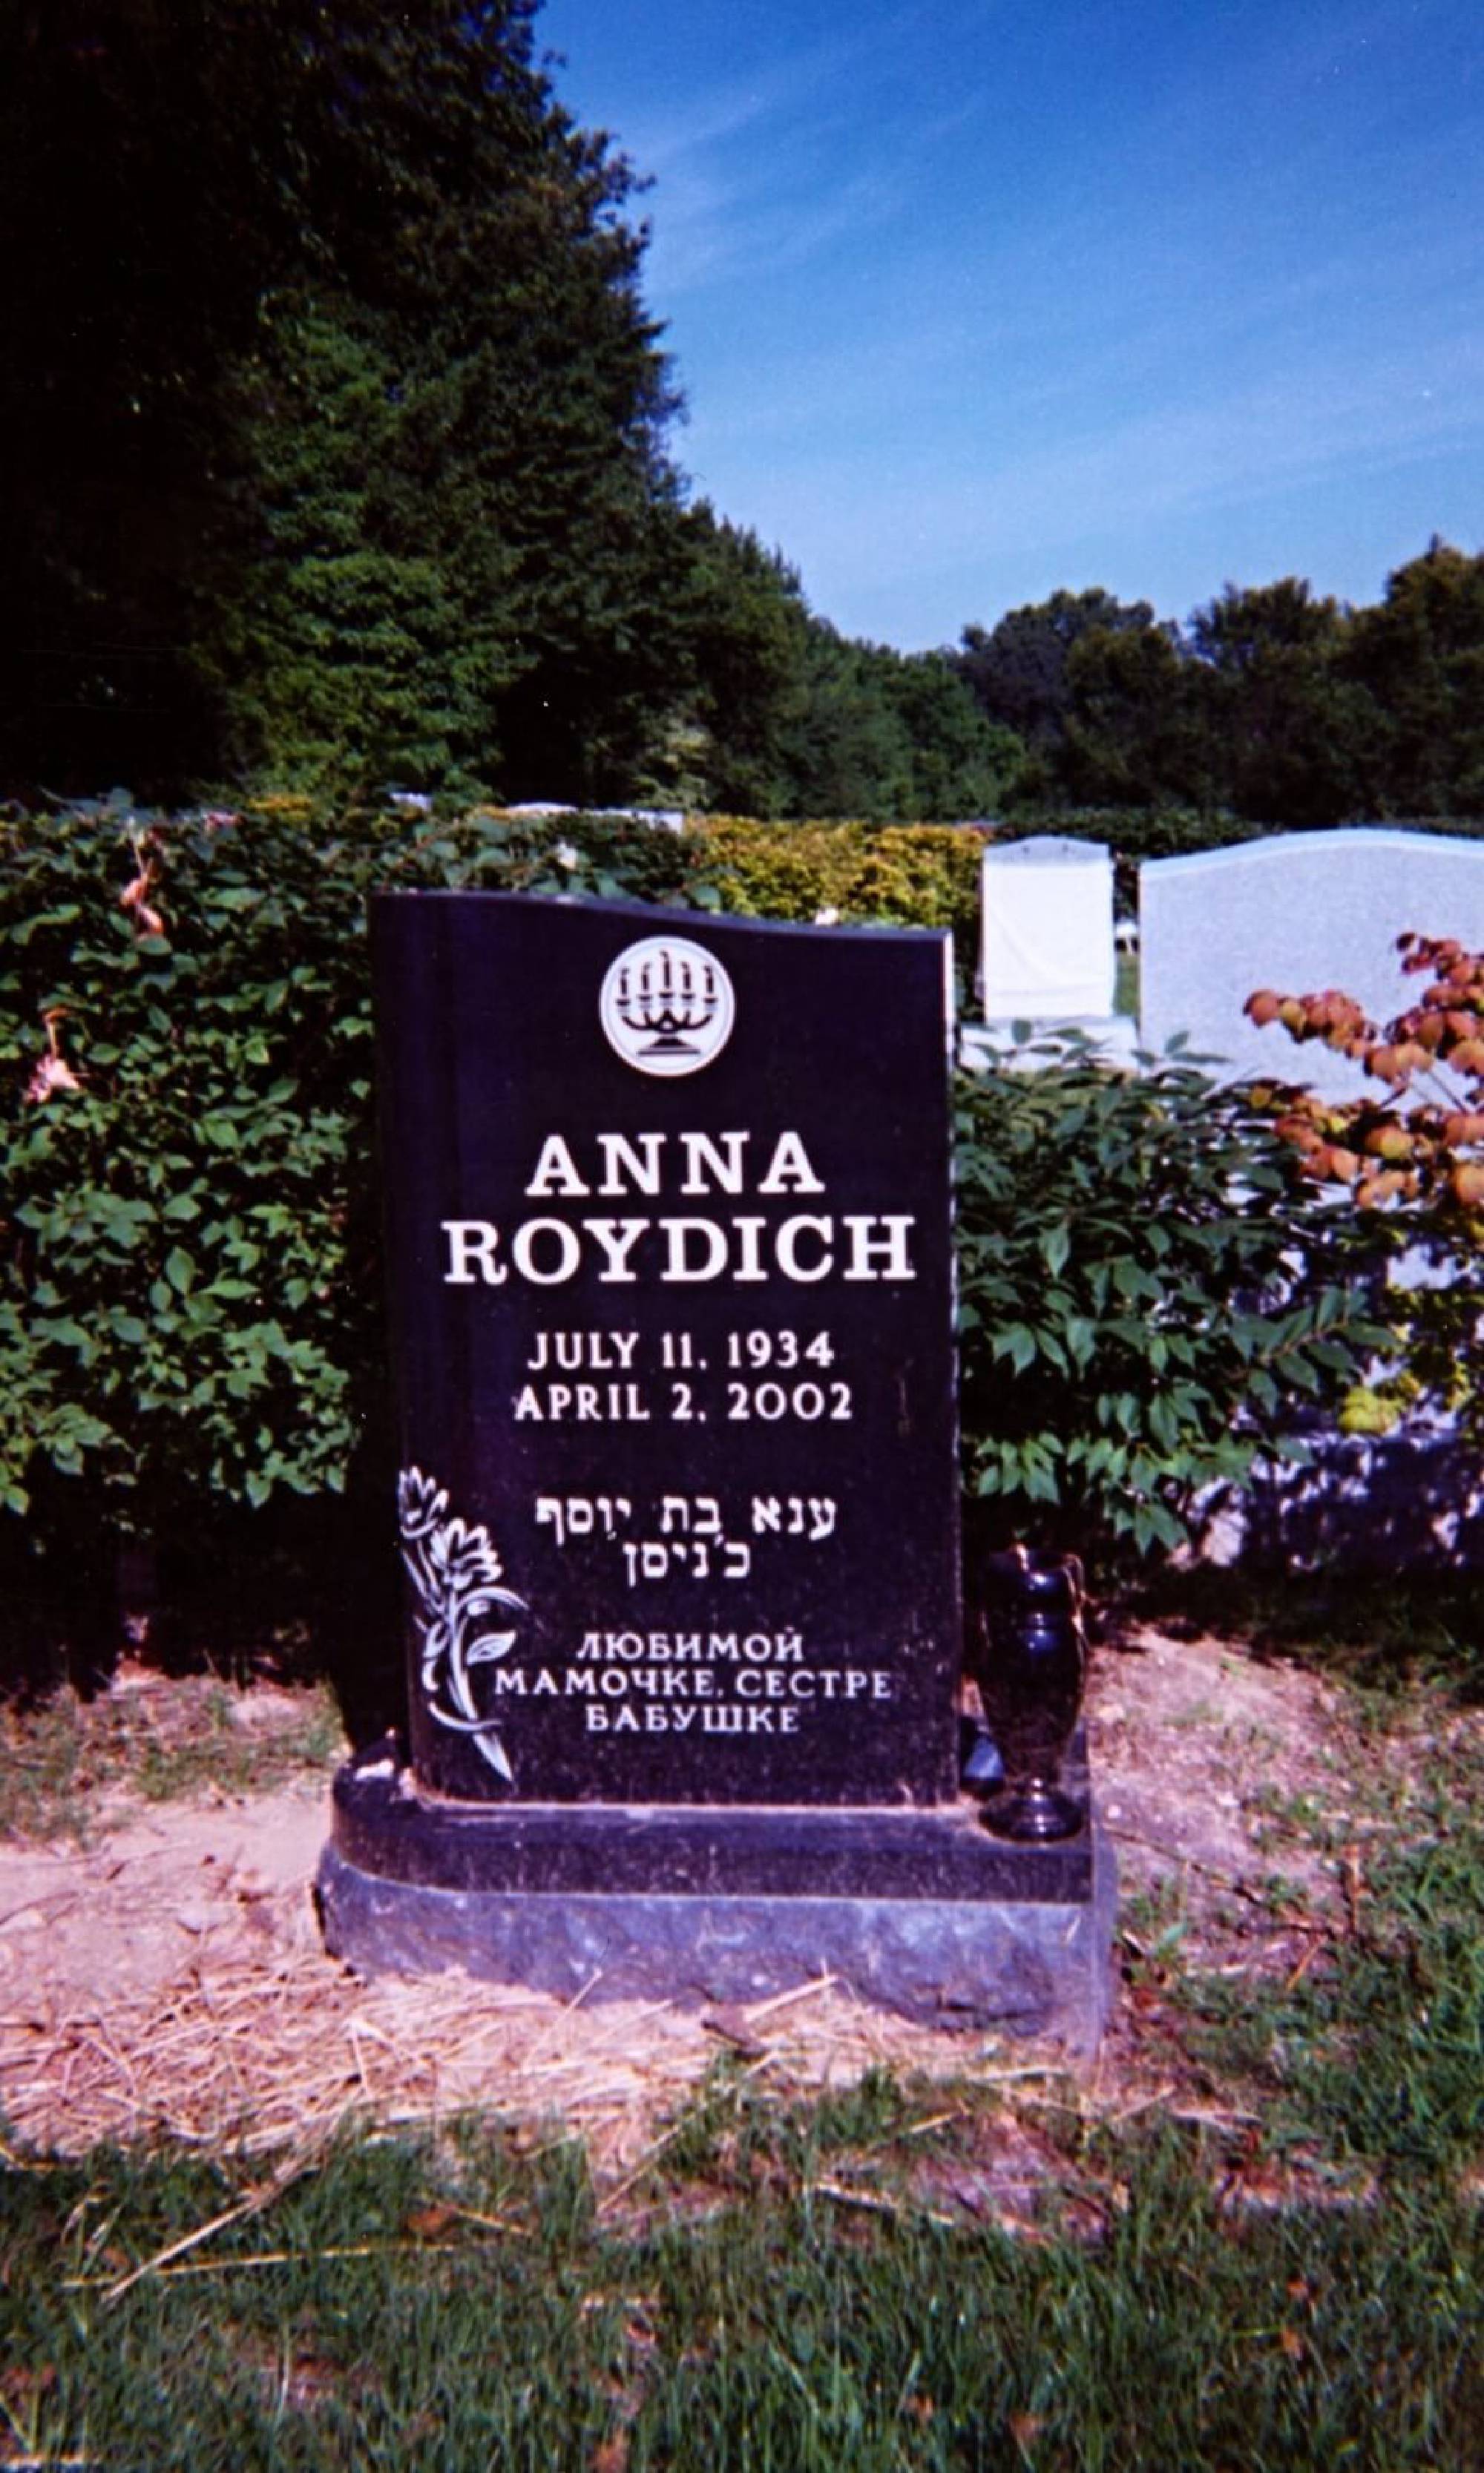 ANNA
ROYDICH
JULY 11, 1934
APRIL 2, 2002
ענא בת יוסף
כ'ניסן
ЛЮБИМОЙ
МАМОЧКЕ, СЕСТРЕ
БАБУШКЕ